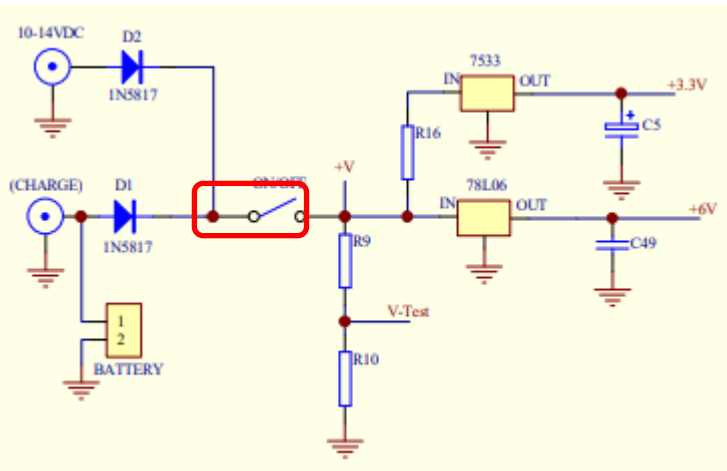 10-14VDC
D2
1N5817
7533
IN
OUT
+3.3V
R16
C5
(CHARGE)
D1
1N5817
ON/OFF
+V
78L06
IN
OUT
+6V
R9
C49
1
2
BATTERY
V-Test
R10